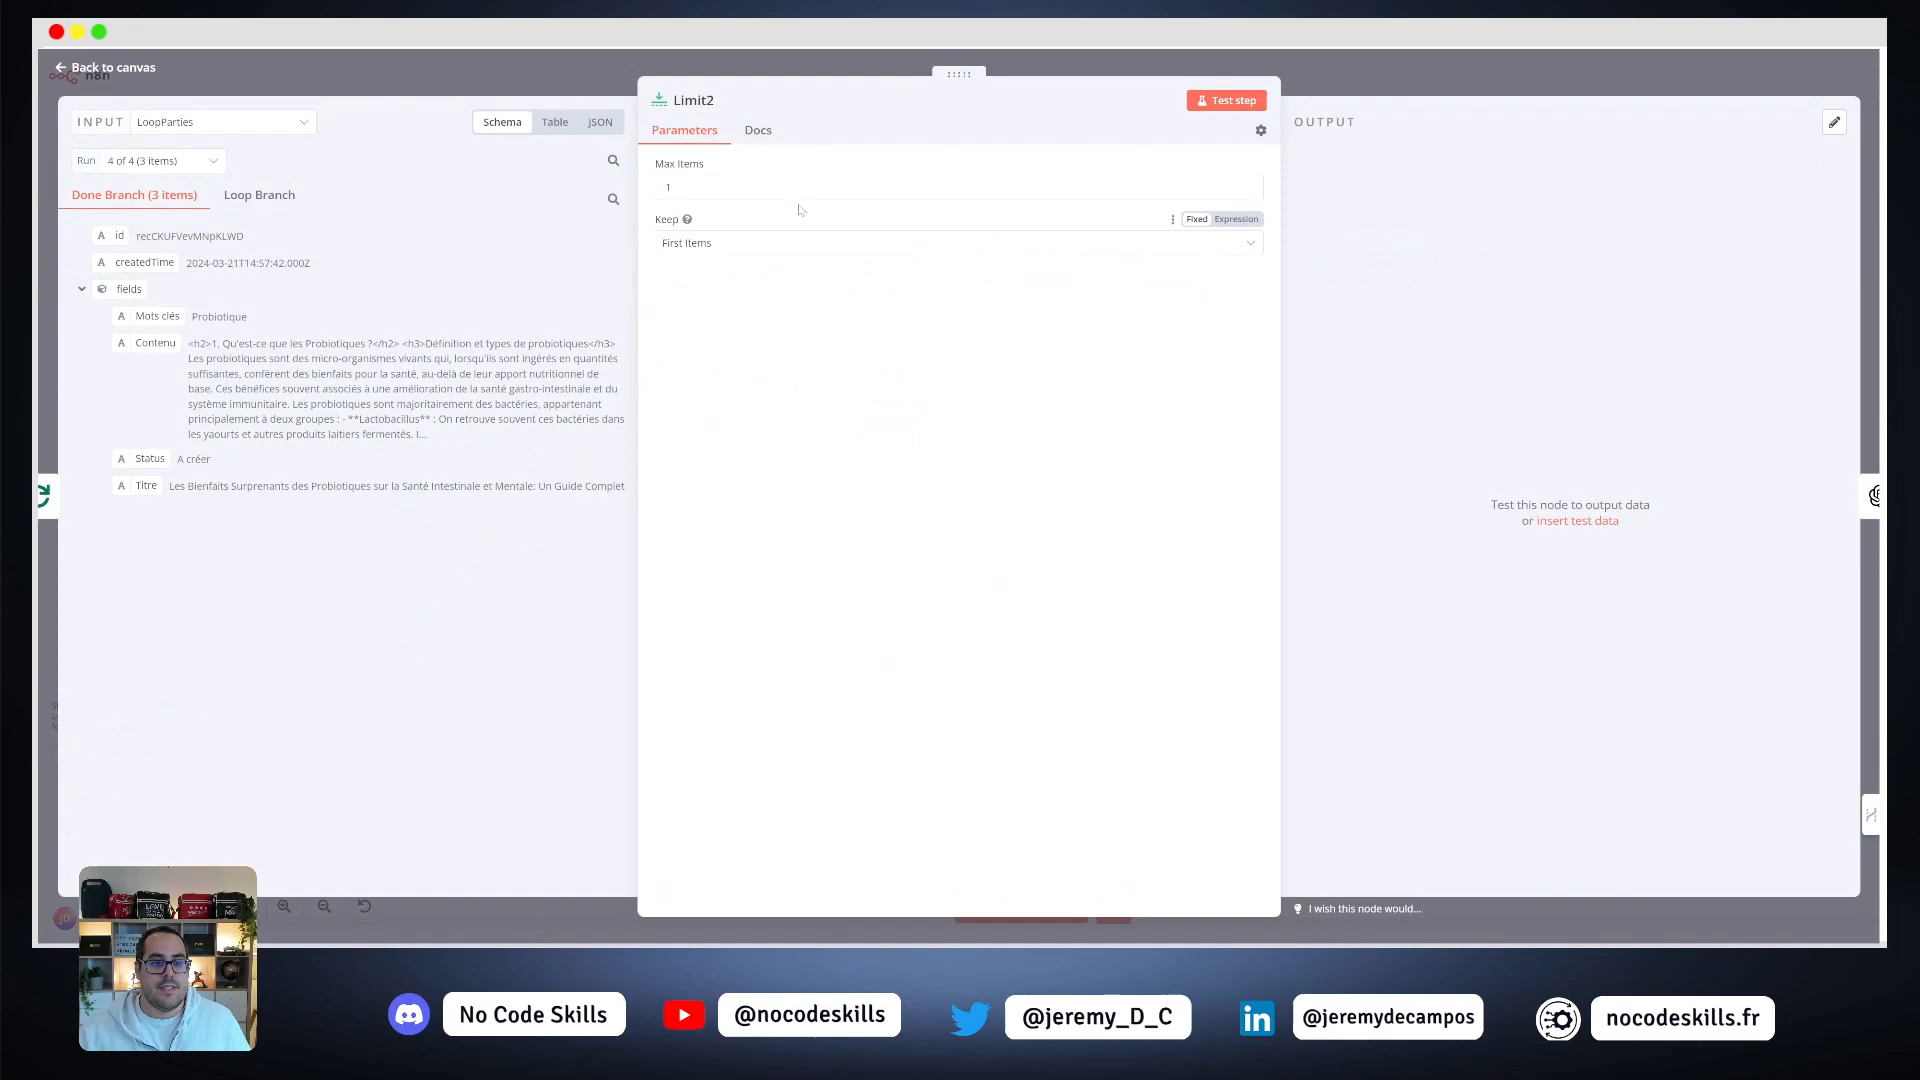 Back to canvas
n8n
INPUT
LoopParties
Schema
Table
JSON
Run
4 of 4 (3 items)
Done Branch (3 items)
Loop Branch
A id recCKUFVevMNpKLWD
A createdTime 2024-03-21T14:57:42.000Z
fields
A Mots clés Probiotique
A Contenu <h2>1. Qu'est-ce que les Probiotiques ?</h2> <h3>Définition et types de probiotiques</h3>
Les probiotiques sont des micro-organismes vivants qui, lorsqu'ils sont ingérés en quantités
suffisantes, confèrent des bienfaits pour la santé, au-delà de leur apport nutritionnel de
base. Ces bénéfices souvent associés à une amélioration de la santé gastro-intestinale et du
système immunitaire. Les probiotiques sont majoritairement des bactéries, appartenant
principalement à deux groupes : - **Lactobacillus** : On retrouve souvent ces bactéries dans
les yaourts et autres produits laitiers fermentés. I...
A Status A créer
A Titre Les Bienfaits Surprenants des Probiotiques sur la Santé Intestinale et Mentale: Un Guide Complet
Limit2
Test step
Parameters
Docs
Max Items
1
Keep
Fixed
Expression
First Items
OUTPUT
Test this node to output data
or insert test data
I wish this node would...
JD
No Code Skills
@nocodeskills
@jeremy_D_C
in
@jeremydecampos
nocodeskills.fr